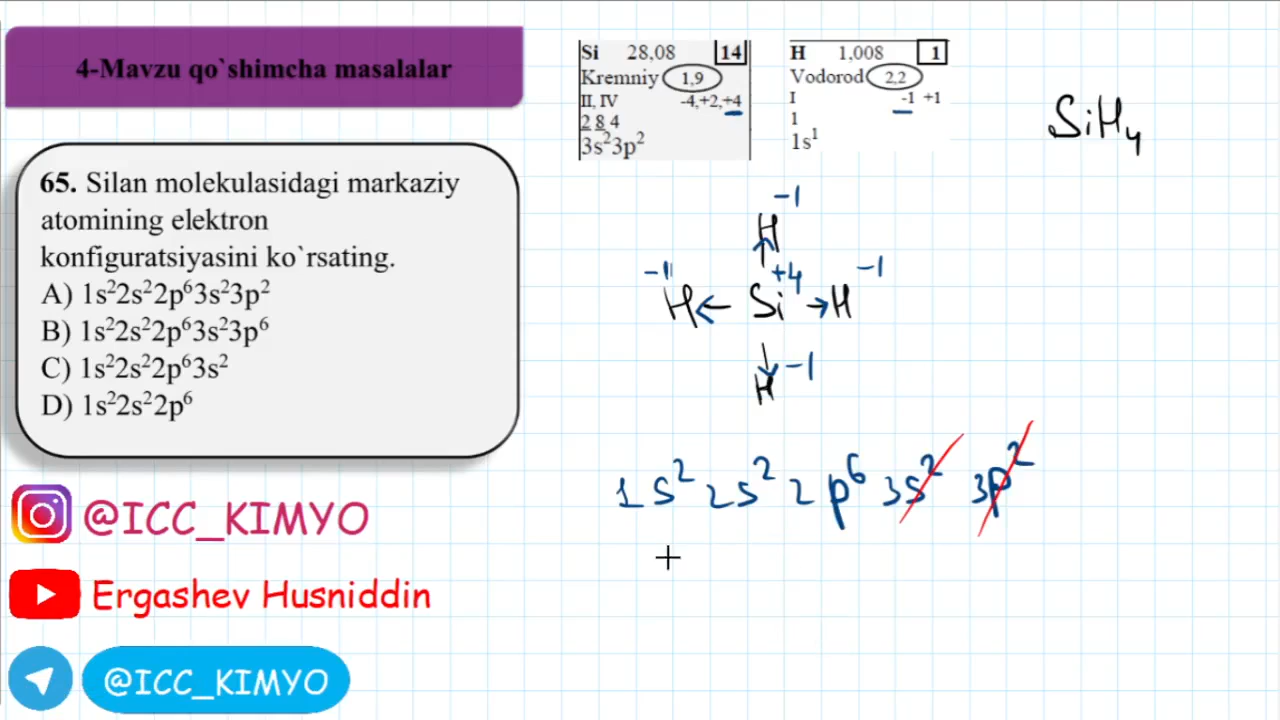 4-Mavzu qo`shimcha masalalar
65. Silan molekulasidagi markaziy
atomining elektron
konfiguratsiyasini ko`rsating.
A) 1s²2s²2p⁶3s²3p²
B) 1s²2s²2p⁶3s²3p⁶
C) 1s²2s²2p⁶3s²
D) 1s²2s²2p⁶
@ICC_KIMYO
Ergashev Husniddin
@ICC_KIMYO
Si 28,08 14
Kremniy 1,9
II, IV -4,+2,+4
2 8 4
3s²3p²
H 1,008 1
Vodorod 2,2
I -1 +1
1
1s¹
SiH₄
-1
H
-1 +4 -1
H Si H
-1
H
1s² 2s² 2p⁶ 3s² 3p²